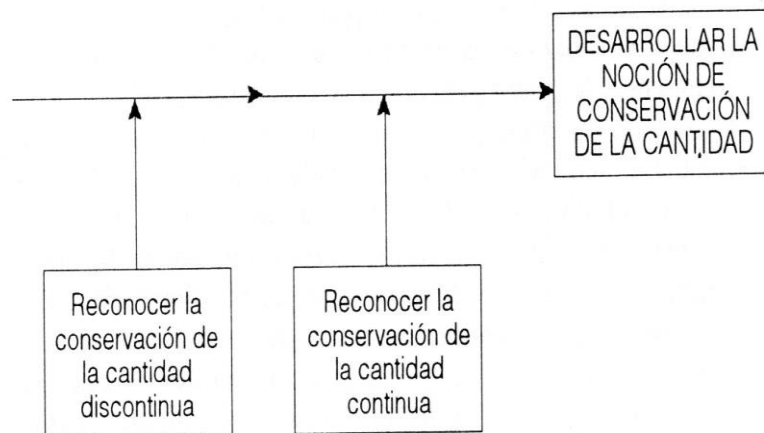 DESARROLLAR LA
NOCIÓN DE
CONSERVACIÓN
DE LA CANTIDAD
Reconocer la
conservación de
la cantidad
discontinua
Reconocer la
conservación de
la cantidad
continua